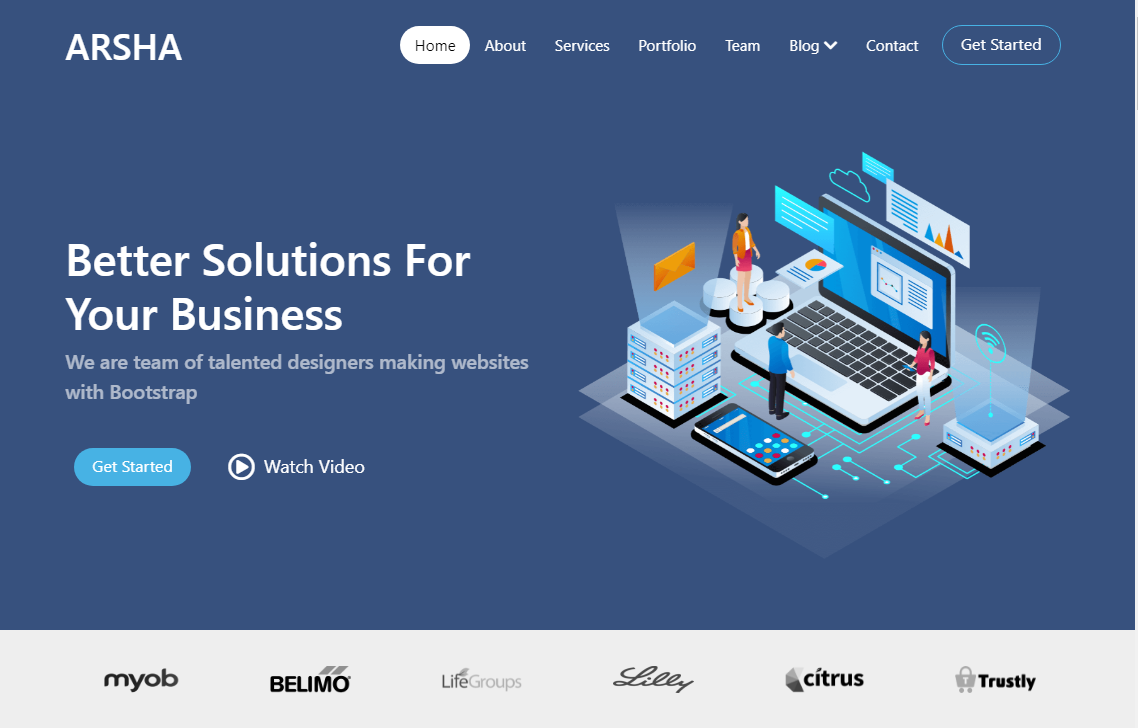 ARSHA
Home About Services Portfolio Team Blog Contact Get Started
Better Solutions For
Your Business
We are team of talented designers making websites
with Bootstrap
Get Started Watch Video
myob BELIMO LifeGroups Lilly citrus Trustly